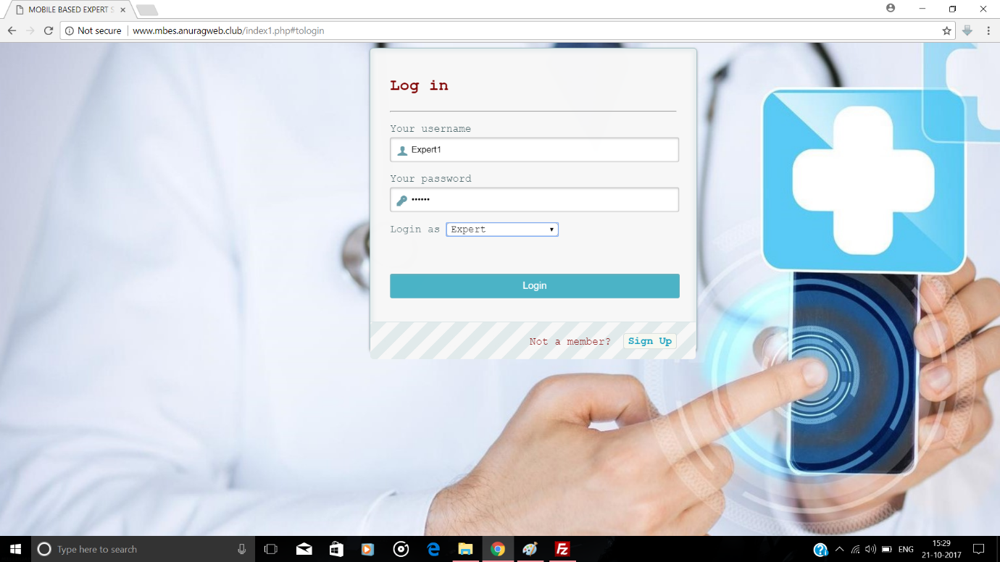 MOBILE BASED EXPERT S
Not secure
www.mbes.anuragweb.club/index1.php#tologin
Log in
Your username
Expert1
Your password
••••••
Login as Expert
Login
Not a member? Sign Up
Type here to search
ENG
15:29
21-10-2017